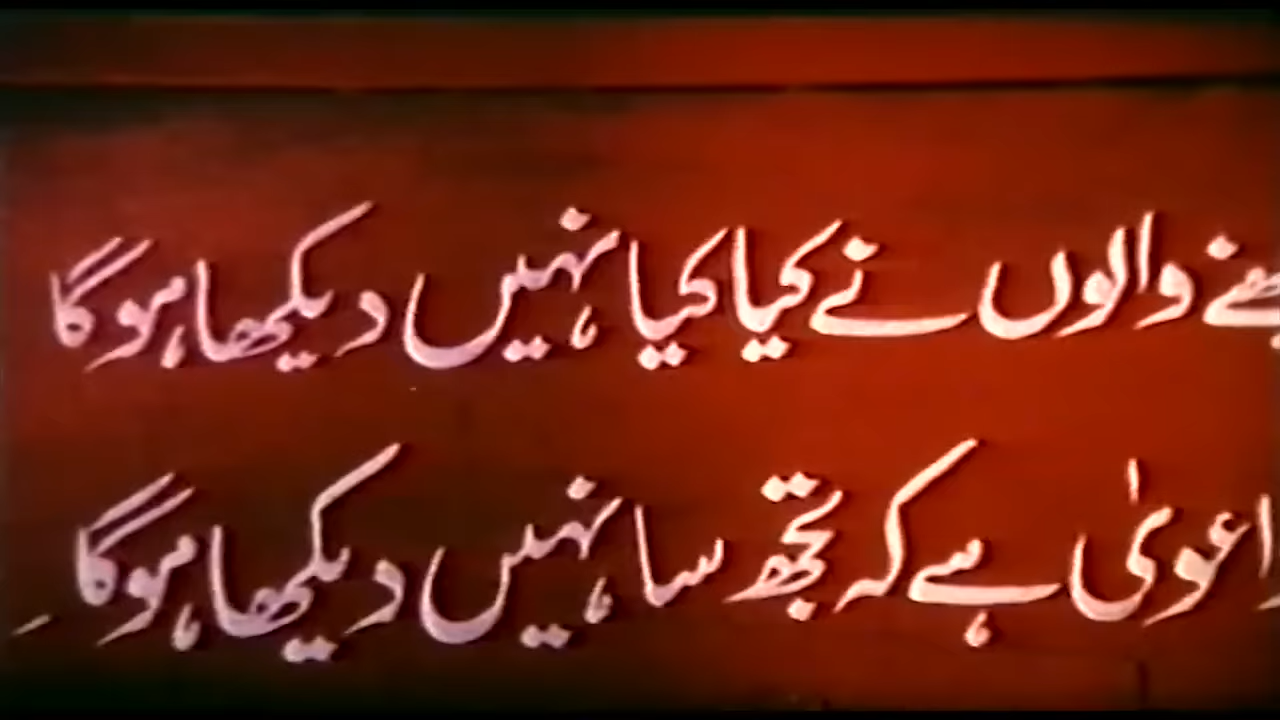 والوں نے کیا کیا نہیں دیکھا ہوگا
ہے کہ تجھ سا نہیں دیکھا ہوگا